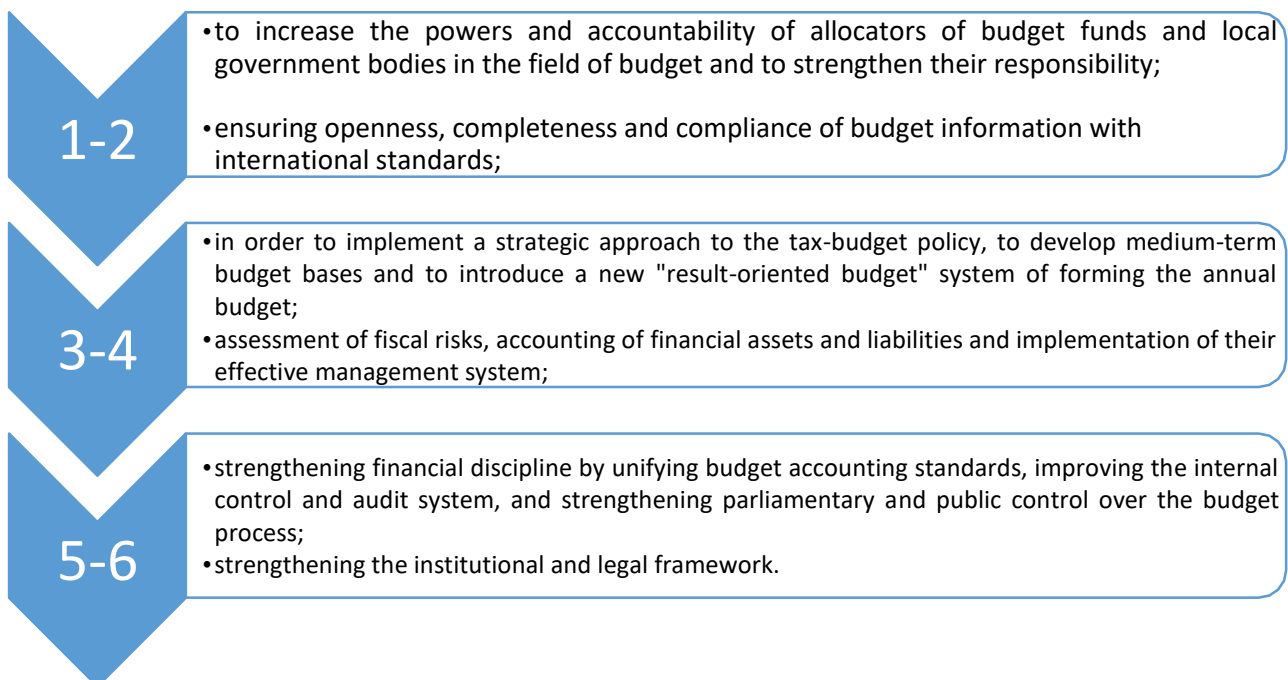 1-2
•to increase the powers and accountability of allocators of budget funds and local
government bodies in the field of budget and to strengthen their responsibility;
•ensuring openness, completeness and compliance of budget information with
international standards;
3-4
•in order to implement a strategic approach to the tax-budget policy, to develop medium-term
budget bases and to introduce a new "result-oriented budget" system of forming the annual
budget;
•assessment of fiscal risks, accounting of financial assets and liabilities and implementation of their
effective management system;
5-6
•strengthening financial discipline by unifying budget accounting standards, improving the internal
control and audit system, and strengthening parliamentary and public control over the budget
process;
•strengthening the institutional and legal framework.